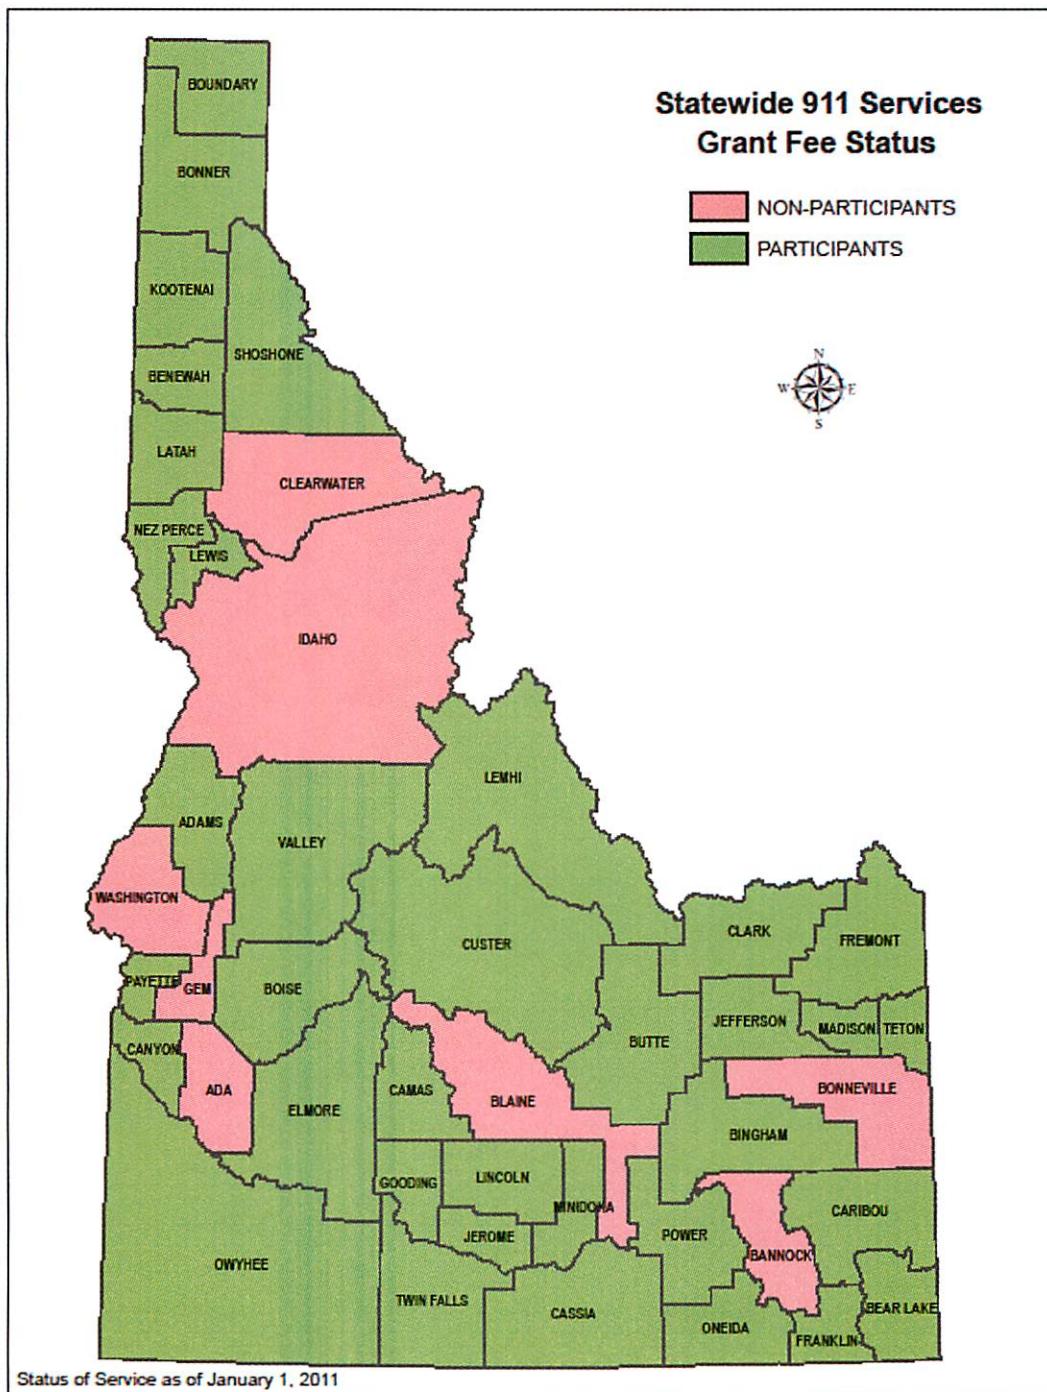 Statewide 911 Services
Grant Fee Status
NON-PARTICIPANTS
PARTICIPANTS
N
W E
S
BOUNDARY
BONNER
KOOTENAI
SHOSHONE
BENEWAH
LATAH
CLEARWATER
NEZ PERCE
LEWIS
IDAHO
LEMHI
ADAMS
VALLEY
WASHINGTON
CUSTER
CLARK
FREMONT
PAYETTE
GEM
BOISE
JEFFERSON
MADISON
TETON
CANYON
BUTTE
ADA
CAMAS
BLAINE
BONNEVILLE
ELMORE
BINGHAM
GOODING
LINCOLN
MINIDOKA
CARIBOU
JEROME
POWER
BANNOCK
OWYHEE
TWIN FALLS
CASSIA
BEAR LAKE
ONEIDA
FRANKLIN
Status of Service as of January 1, 2011